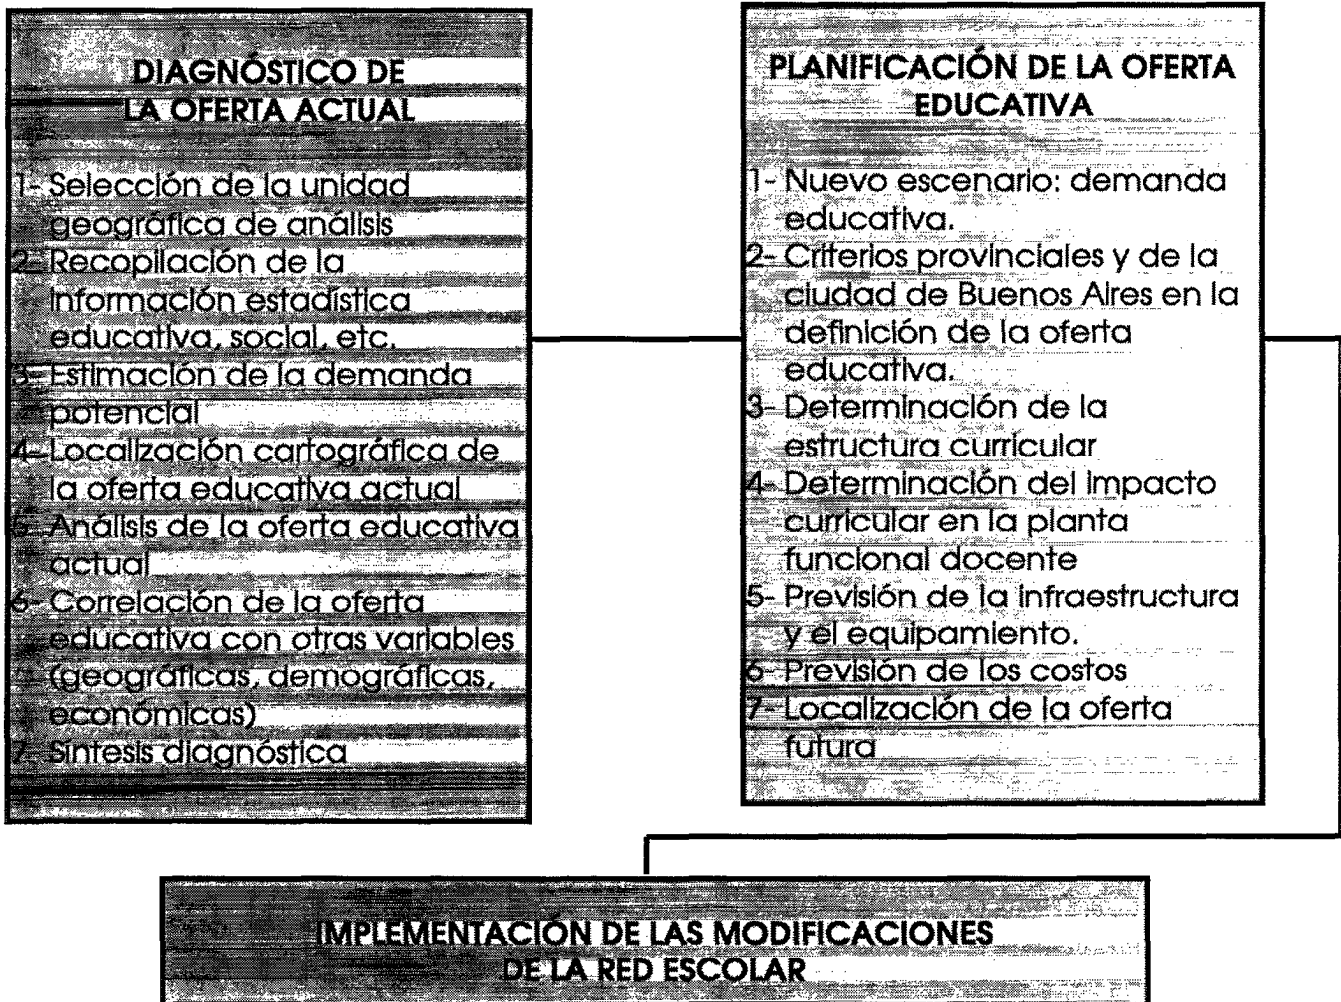 DIAGNÓSTICO DE
LA OFERTA ACTUAL
1- Selección de la unidad
geográfica de análisis
2- Recopilación de la
información estadística
educativa, social, etc.
3- Estimación de la demanda
potencial
4- Localización cartográfica de
la oferta educativa actual
5- Análisis de la oferta educativa
actual
6- Correlación de la oferta
educativa con otras variables
(geográficas, demográficas,
económicas)
7- Síntesis diagnóstica
PLANIFICACIÓN DE LA OFERTA
EDUCATIVA
1- Nuevo escenario: demanda
educativa.
2- Criterios provinciales y de la
ciudad de Buenos Aires en la
definición de la oferta
educativa.
3- Determinación de la
estructura curricular
4- Determinación del impacto
curricular en la planta
funcional docente
5- Previsión de la infraestructura
y el equipamiento.
6- Previsión de los costos
7- Localización de la oferta
futura
IMPLEMENTACIÓN DE LAS MODIFICACIONES
DE LA RED ESCOLAR